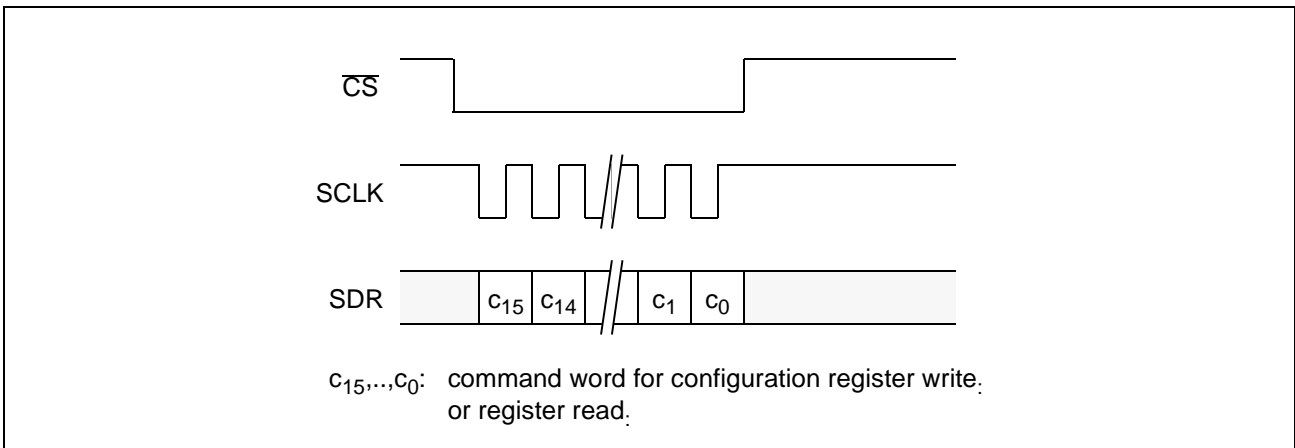 CS
SCLK
SDR c15 c14 c1 c0
c15,..,c0: command word for configuration register write:
or register read: